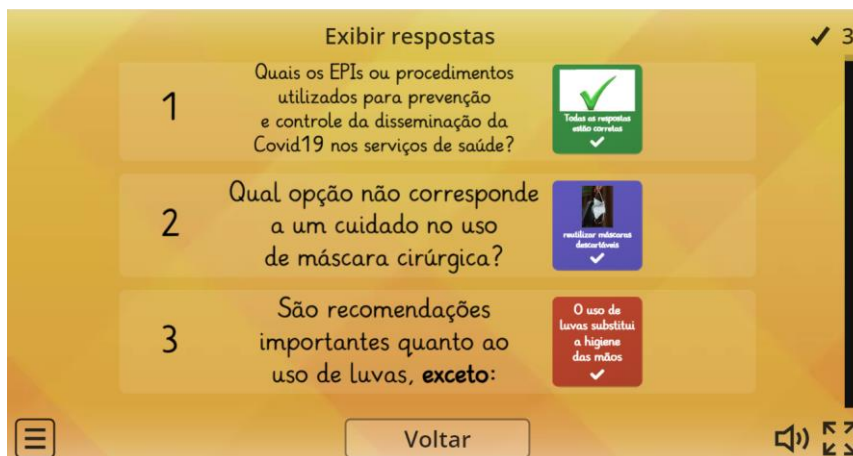 Exibir respostas
3
1
Quais os EPIs ou procedimentos
utilizados para prevenção
e controle da disseminação da
Covid19 nos serviços de saúde?
Todas as respostas
estão corretas
2
Qual opção não corresponde
a um cuidado no uso
de máscara cirúrgica?
reutilizar máscaras
descartáveis
3
São recomendações
importantes quanto ao
uso de luvas, exceto:
O uso de
luvas substitui
a higiene
das mãos
Voltar